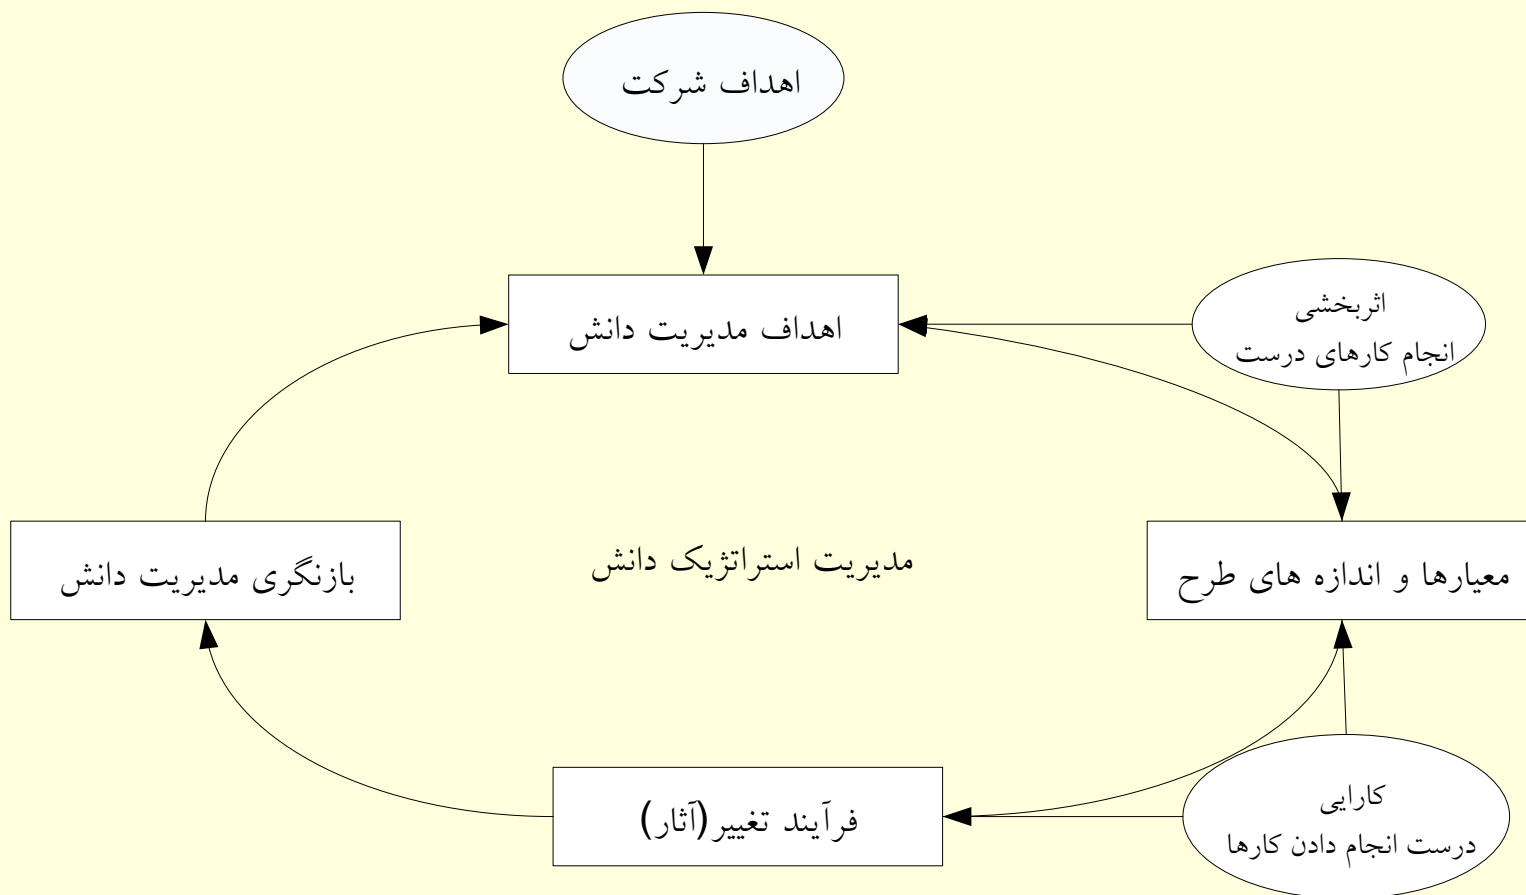 اهداف شرکت
اهداف مدیریت دانش
اثربخشی
انجام کارهای درست
مدیریت استراتژیک دانش
معیارها و اندازه های طرح
بازنگری مدیریت دانش
کارایی
درست انجام دادن کارها
فرآیند تغییر(آثار)